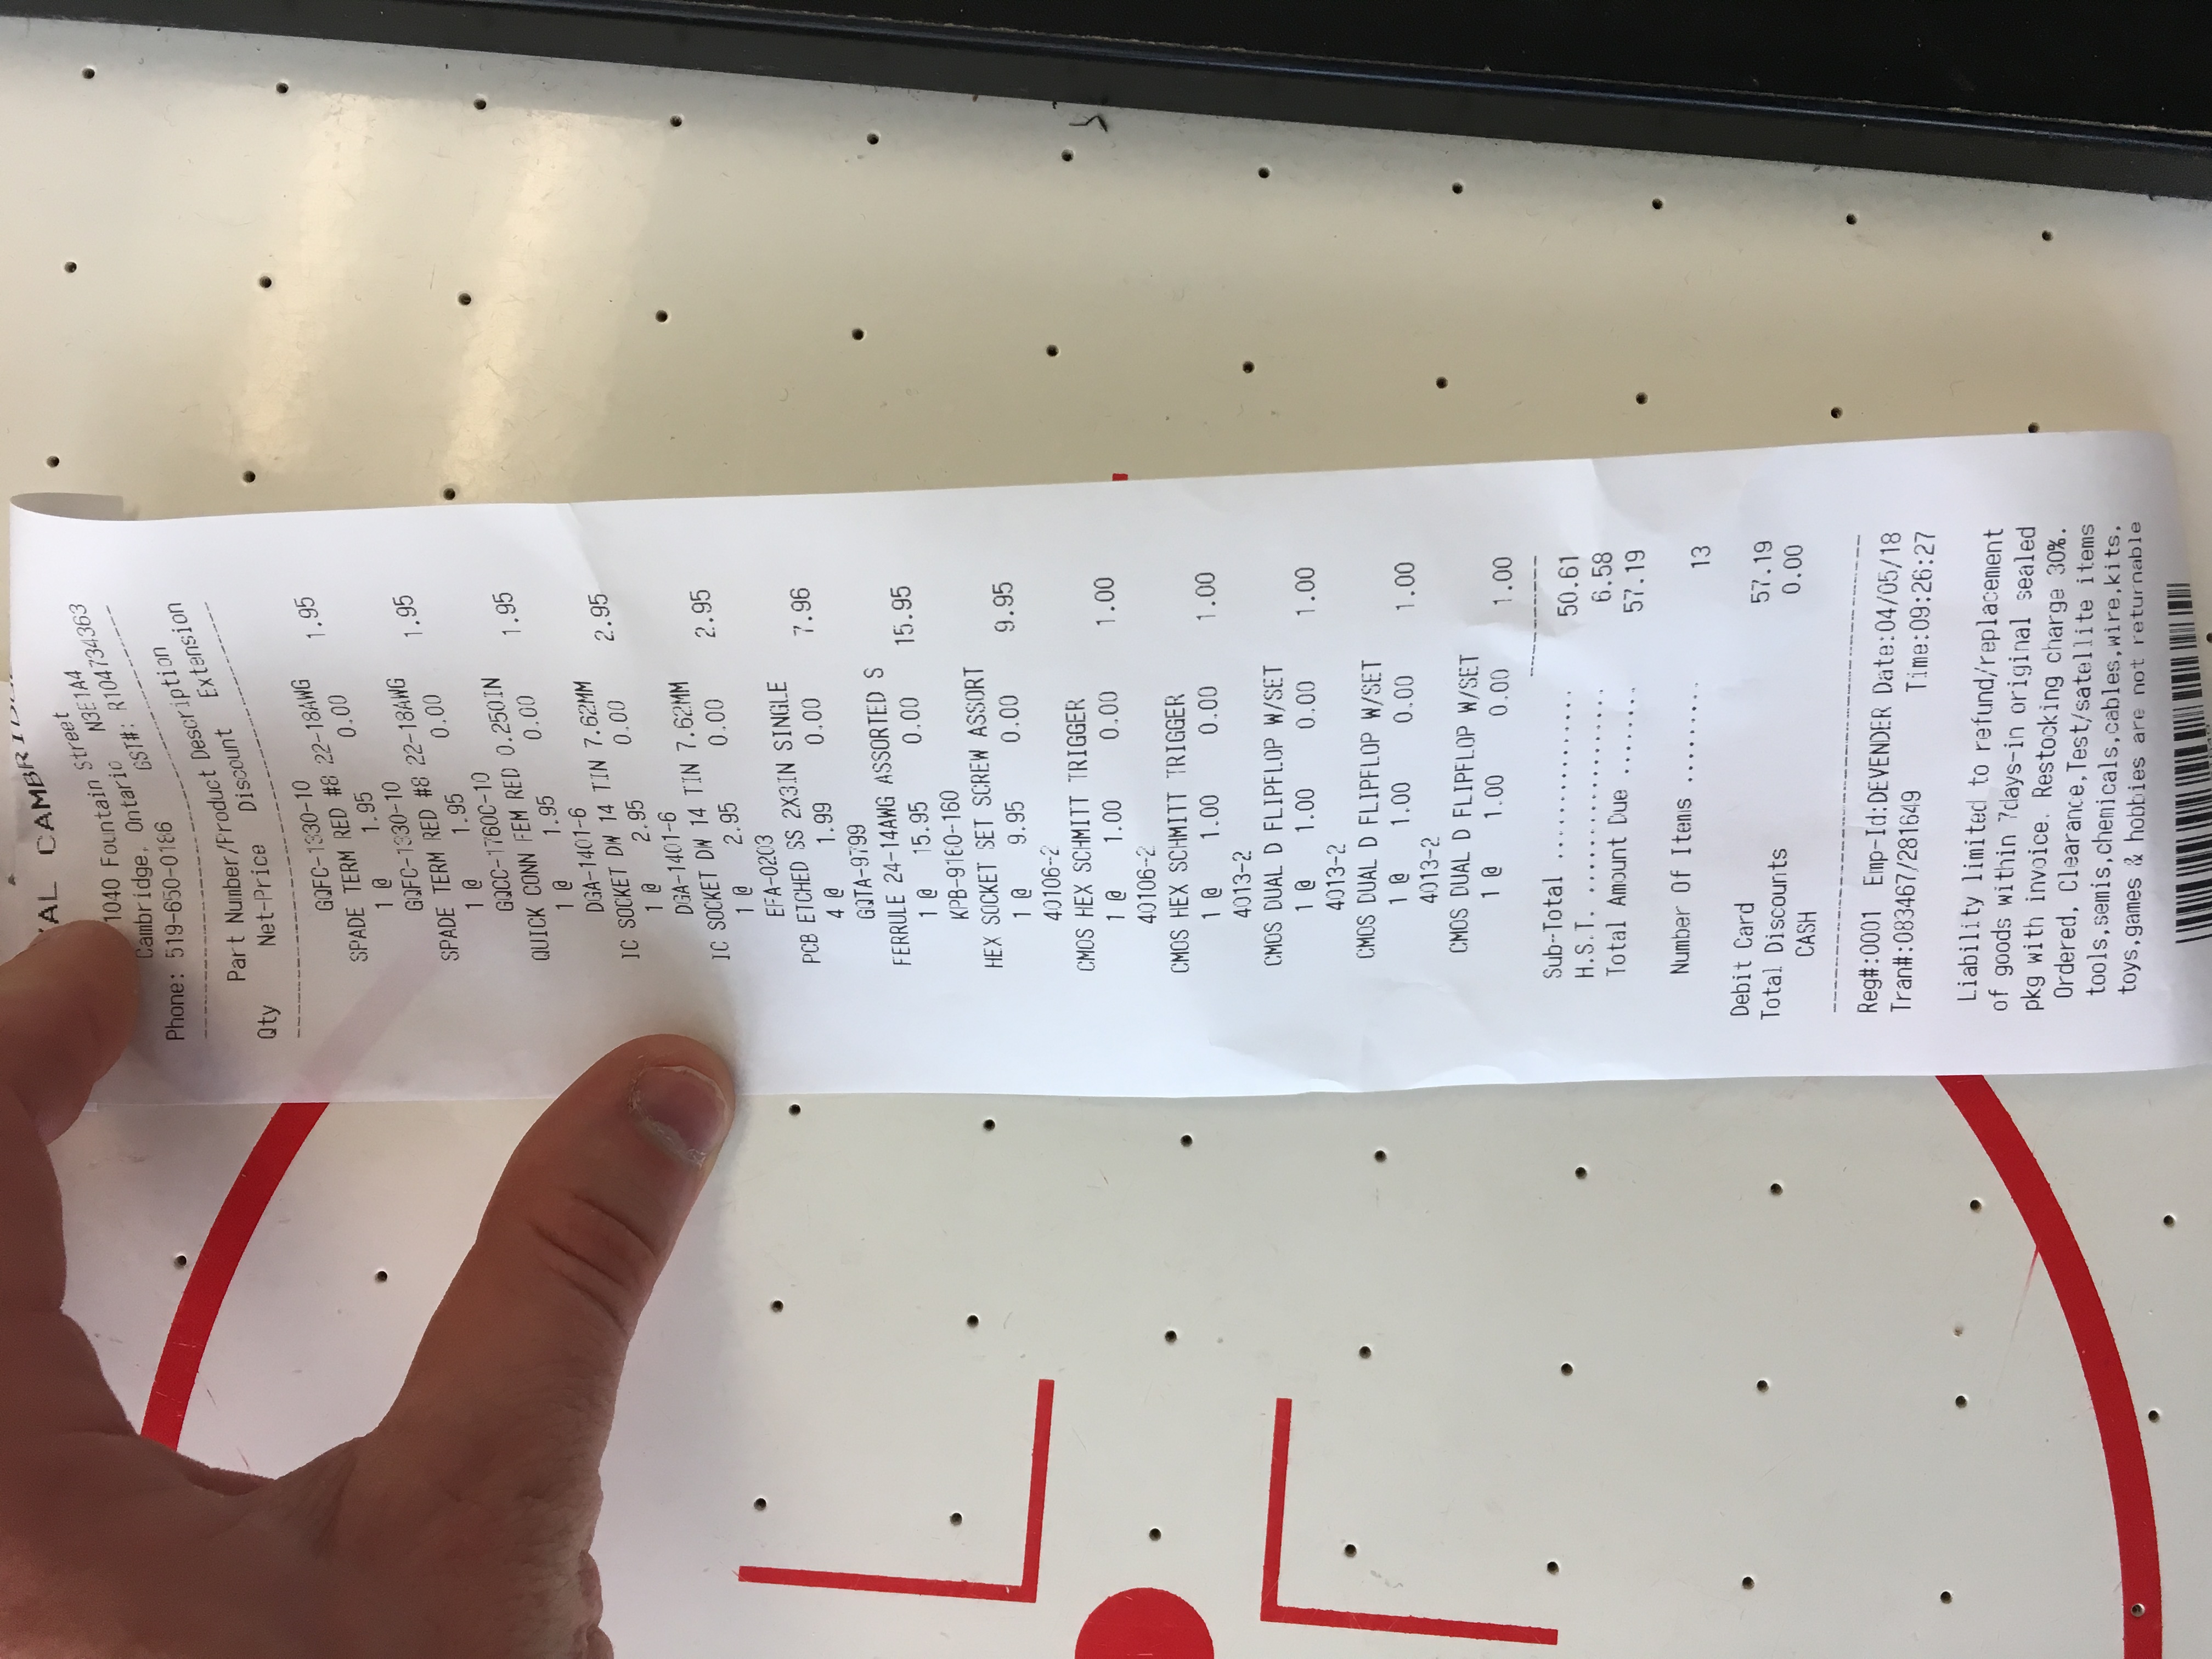 1040 Fountain Street
Cambridge, Ontario N3E1A4
Phone: 519-650-0186 GST#: R104734363
Part Number/Product Description
Qty Net-Price Discount Extension
GQFC-1330-10
SPADE TERM RED #8 22-18AWG
1 @ 1.95 0.00 1.95
GQFC-1330-10
SPADE TERM RED #8 22-18AWG
1 @ 1.95 0.00 1.95
GQCC-1760C-10
QUICK CONN FEM RED 0.250IN
1 @ 1.95 0.00 1.95
DGA-1401-6
IC SOCKET DW 14 TIN 7.62MM
1 @ 2.95 0.00 2.95
DGA-1401-6
IC SOCKET DW 14 TIN 7.62MM
1 @ 2.95 0.00 2.95
EFA-0203
PCB ETCHED SS 2X3IN SINGLE
4 @ 1.99 0.00 7.96
GQTA-9799
FERRULE 24-14AWG ASSORTED S
1 @ 15.95 0.00 15.95
KPB-9160-160
HEX SOCKET SET SCREW ASSORT
1 @ 9.95 0.00 9.95
40106-2
CMOS HEX SCHMITT TRIGGER
1 @ 1.00 0.00 1.00
40106-2
CMOS HEX SCHMITT TRIGGER
1 @ 1.00 0.00 1.00
4013-2
CMOS DUAL D FLIPFLOP W/SET
1 @ 1.00 0.00 1.00
4013-2
CMOS DUAL D FLIPFLOP W/SET
1 @ 1.00 0.00 1.00
4013-2
CMOS DUAL D FLIPFLOP W/SET
1 @ 1.00 0.00 1.00
Sub-Total ............... 50.61
H.S.T. .................. 6.58
Total Amount Due ........ 57.19
Number Of Items ......... 13
Debit Card 57.19
Total Discounts 0.00
CASH
Reg#:0001 Emp-Id:DEVENDER Date:04/05/18
Tran#:083467/281649 Time:09:26:27
Liability limited to refund/replacement
of goods within 7days-in original sealed
pkg with invoice. Restocking charge 30%.
Ordered, Clearance,Test/satellite items
tools,semis,chemicals,cables,wire,kits,
toys,games & hobbies are not returnable